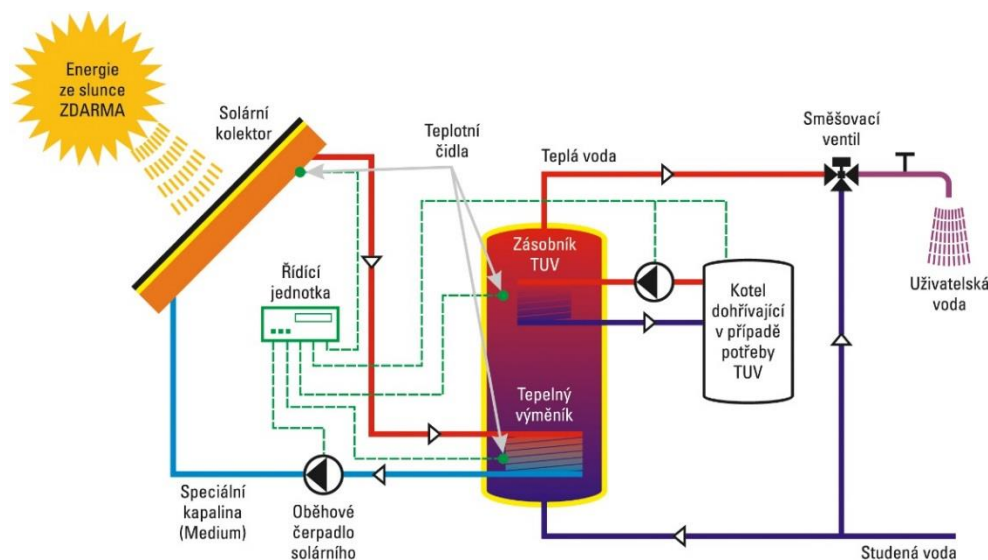 Energie
ze slunce
ZDARMA
Solární
kolektor
Teplotní
čidla
Teplá voda
Směšovací
ventil
Řídící
jednotka
Zásobník
TUV
Kotel
dohřívající
v případě
potřeby
TUV
Uživatelská
voda
Tepelný
výměník
Speciální
kapalina
(Medium)
Oběhové
čerpadlo
solárního
Studená voda